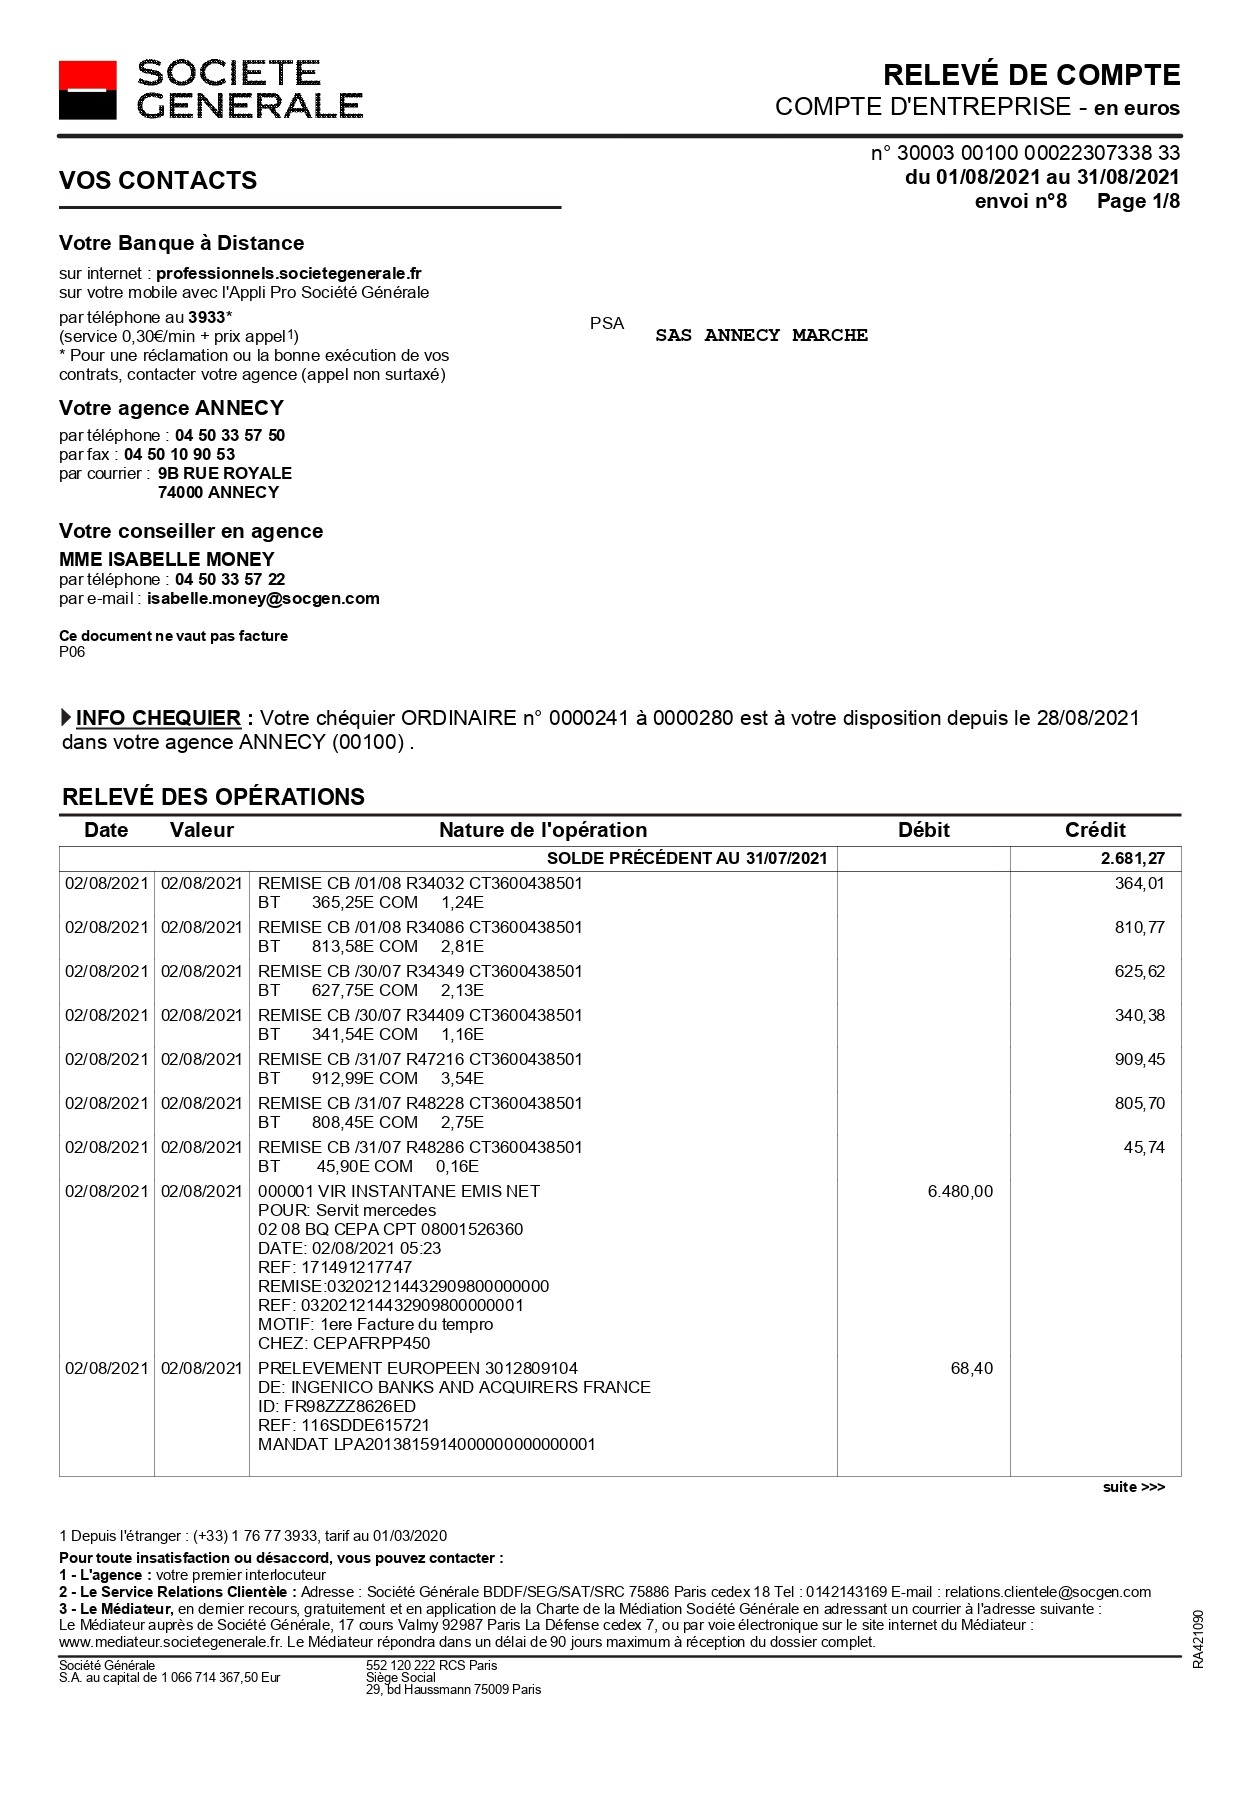 SOCIETE
GENERALE
RELEVÉ DE COMPTE
COMPTE D'ENTREPRISE - en euros
n° 30003 00100 00022307338 33
du 01/08/2021 au 31/08/2021
envoi n°8 Page 1/8
VOS CONTACTS
Votre Banque à Distance
sur internet : professionnels.societegenerale.fr
sur votre mobile avec l'Appli Pro Société Générale
par téléphone au 3933*
(service 0,30€/min + prix appel1)
* Pour une réclamation ou la bonne exécution de vos
contrats, contacter votre agence (appel non surtaxé)
PSA SAS ANNECY MARCHE
Votre agence ANNECY
par téléphone : 04 50 33 57 50
par fax : 04 50 10 90 53
par courrier : 9B RUE ROYALE
74000 ANNECY
Votre conseiller en agence
MME ISABELLE MONEY
par téléphone : 04 50 33 57 22
par e-mail : isabelle.money@socgen.com
Ce document ne vaut pas facture
P06
INFO CHEQUIER : Votre chéquier ORDINAIRE n° 0000241 à 0000280 est à votre disposition depuis le 28/08/2021
dans votre agence ANNECY (00100) .
RELEVÉ DES OPÉRATIONS
Date Valeur Nature de l'opération Débit Crédit
SOLDE PRÉCÉDENT AU 31/07/2021 2.681,27
02/08/2021 02/08/2021 REMISE CB /01/08 R34032 CT3600438501 364,01
BT 365,25E COM 1,24E
02/08/2021 02/08/2021 REMISE CB /01/08 R34086 CT3600438501 810,77
BT 813,58E COM 2,81E
02/08/2021 02/08/2021 REMISE CB /30/07 R34349 CT3600438501 625,62
BT 627,75E COM 2,13E
02/08/2021 02/08/2021 REMISE CB /30/07 R34409 CT3600438501 340,38
BT 341,54E COM 1,16E
02/08/2021 02/08/2021 REMISE CB /31/07 R47216 CT3600438501 909,45
BT 912,99E COM 3,54E
02/08/2021 02/08/2021 REMISE CB /31/07 R48228 CT3600438501 805,70
BT 808,45E COM 2,75E
02/08/2021 02/08/2021 REMISE CB /31/07 R48286 CT3600438501 45,74
BT 45,90E COM 0,16E
02/08/2021 02/08/2021 000001 VIR INSTANTANE EMIS NET 6.480,00
POUR: Servit mercedes
02 08 BQ CEPA CPT 08001526360
DATE: 02/08/2021 05:23
REF: 171491217747
REMISE:032021214432909800000000
REF: 032021214432909800000001
MOTIF: 1ere Facture du tempro
CHEZ: CEPAFRPP450
02/08/2021 02/08/2021 PRELEVEMENT EUROPEEN 3012809104 68,40
DE: INGENICO BANKS AND ACQUIRERS FRANCE
ID: FR98ZZZ8626ED
REF: 116SDDE615721
MANDAT LPA2013815914000000000000001
suite >>>
1 Depuis l'étranger : (+33) 1 76 77 3933, tarif au 01/03/2020
Pour toute insatisfaction ou désaccord, vous pouvez contacter :
1 - L'agence : votre premier interlocuteur
2 - Le Service Relations Clientèle : Adresse : Société Générale BDDF/SEG/SAT/SRC 75886 Paris cedex 18 Tel : 0142143169 E-mail : relations.clientele@socgen.com
3 - Le Médiateur, en dernier recours, gratuitement et en application de la Charte de la Médiation Société Générale en adressant un courrier à l'adresse suivante :
Le Médiateur auprès de Société Générale, 17 cours Valmy 92987 Paris La Défense cedex 7, ou par voie électronique sur le site internet du Médiateur :
www.mediateur.societegenerale.fr. Le Médiateur répondra dans un délai de 90 jours maximum à réception du dossier complet.
RA421090
Société Générale 552 120 222 RCS Paris
S.A. au capital de 1 066 714 367,50 Eur Siège Social
29, bd Haussmann 75009 Paris